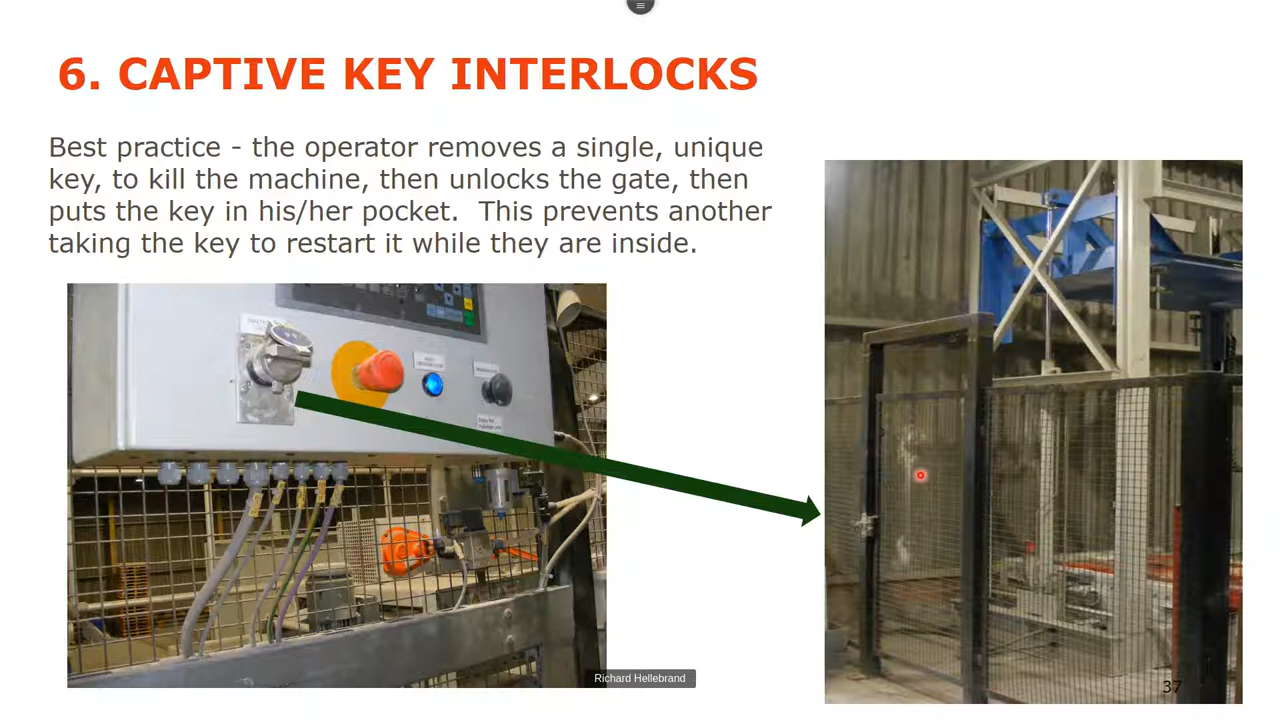 6. CAPTIVE KEY INTERLOCKS
Best practice - the operator removes a single, unique
key, to kill the machine, then unlocks the gate, then
puts the key in his/her pocket.  This prevents another
taking the key to restart it while they are inside.
Richard Hellebrand
37